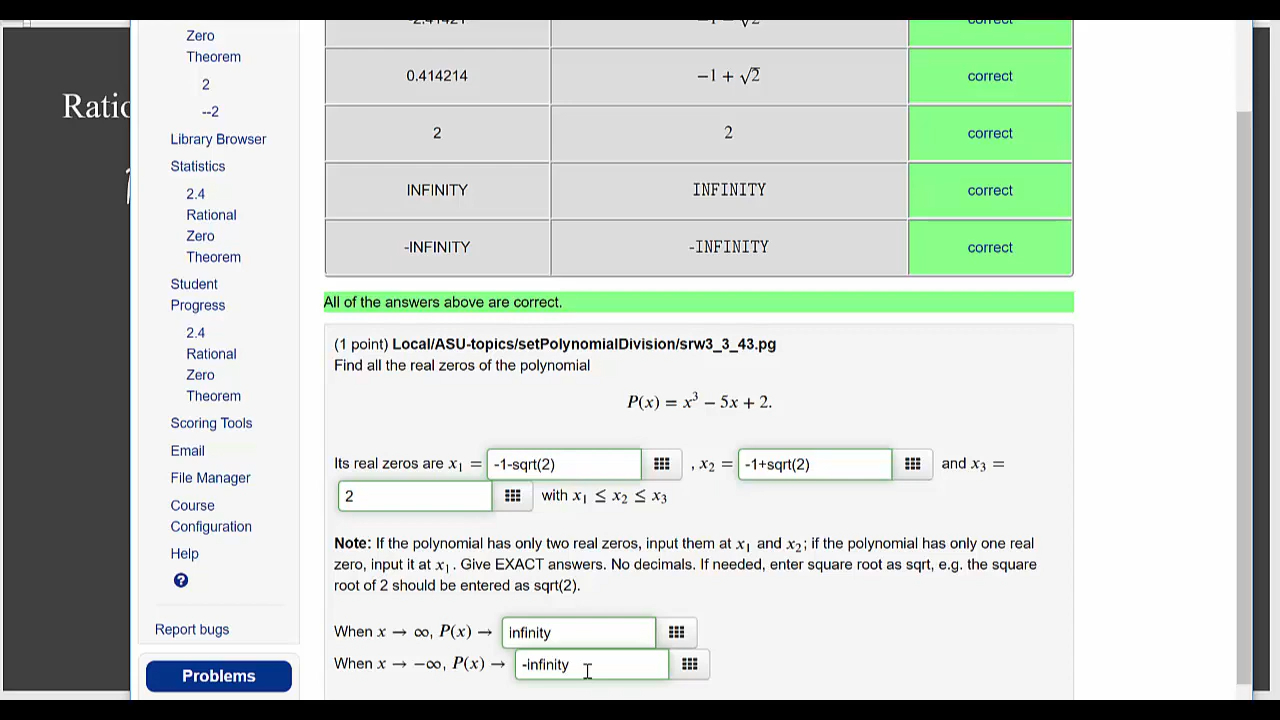 Zero
Theorem
2
--2
Library Browser
Statistics
2.4
Rational
Zero
Theorem
Student
Progress
2.4
Rational
Zero
Theorem
Scoring Tools
Email
File Manager
Course
Configuration
Help
?
Report bugs
Problems
Ratio
-2.41421 −1 − √2 correct
0.414214 −1 + √2 correct
2 2 correct
INFINITY INFINITY correct
-INFINITY -INFINITY correct
All of the answers above are correct.
(1 point) Local/ASU-topics/setPolynomialDivision/srw3_3_43.pg
Find all the real zeros of the polynomial
P(x) = x³ − 5x + 2.
Its real zeros are x₁ = -1-sqrt(2) , x₂ = -1+sqrt(2) and x₃ =
2 with x₁ ≤ x₂ ≤ x₃
Note: If the polynomial has only two real zeros, input them at x₁ and x₂; if the polynomial has only one real
zero, input it at x₁. Give EXACT answers. No decimals. If needed, enter square root as sqrt, e.g. the square
root of 2 should be entered as sqrt(2).
When x → ∞, P(x) → infinity
When x → −∞, P(x) → -infinity